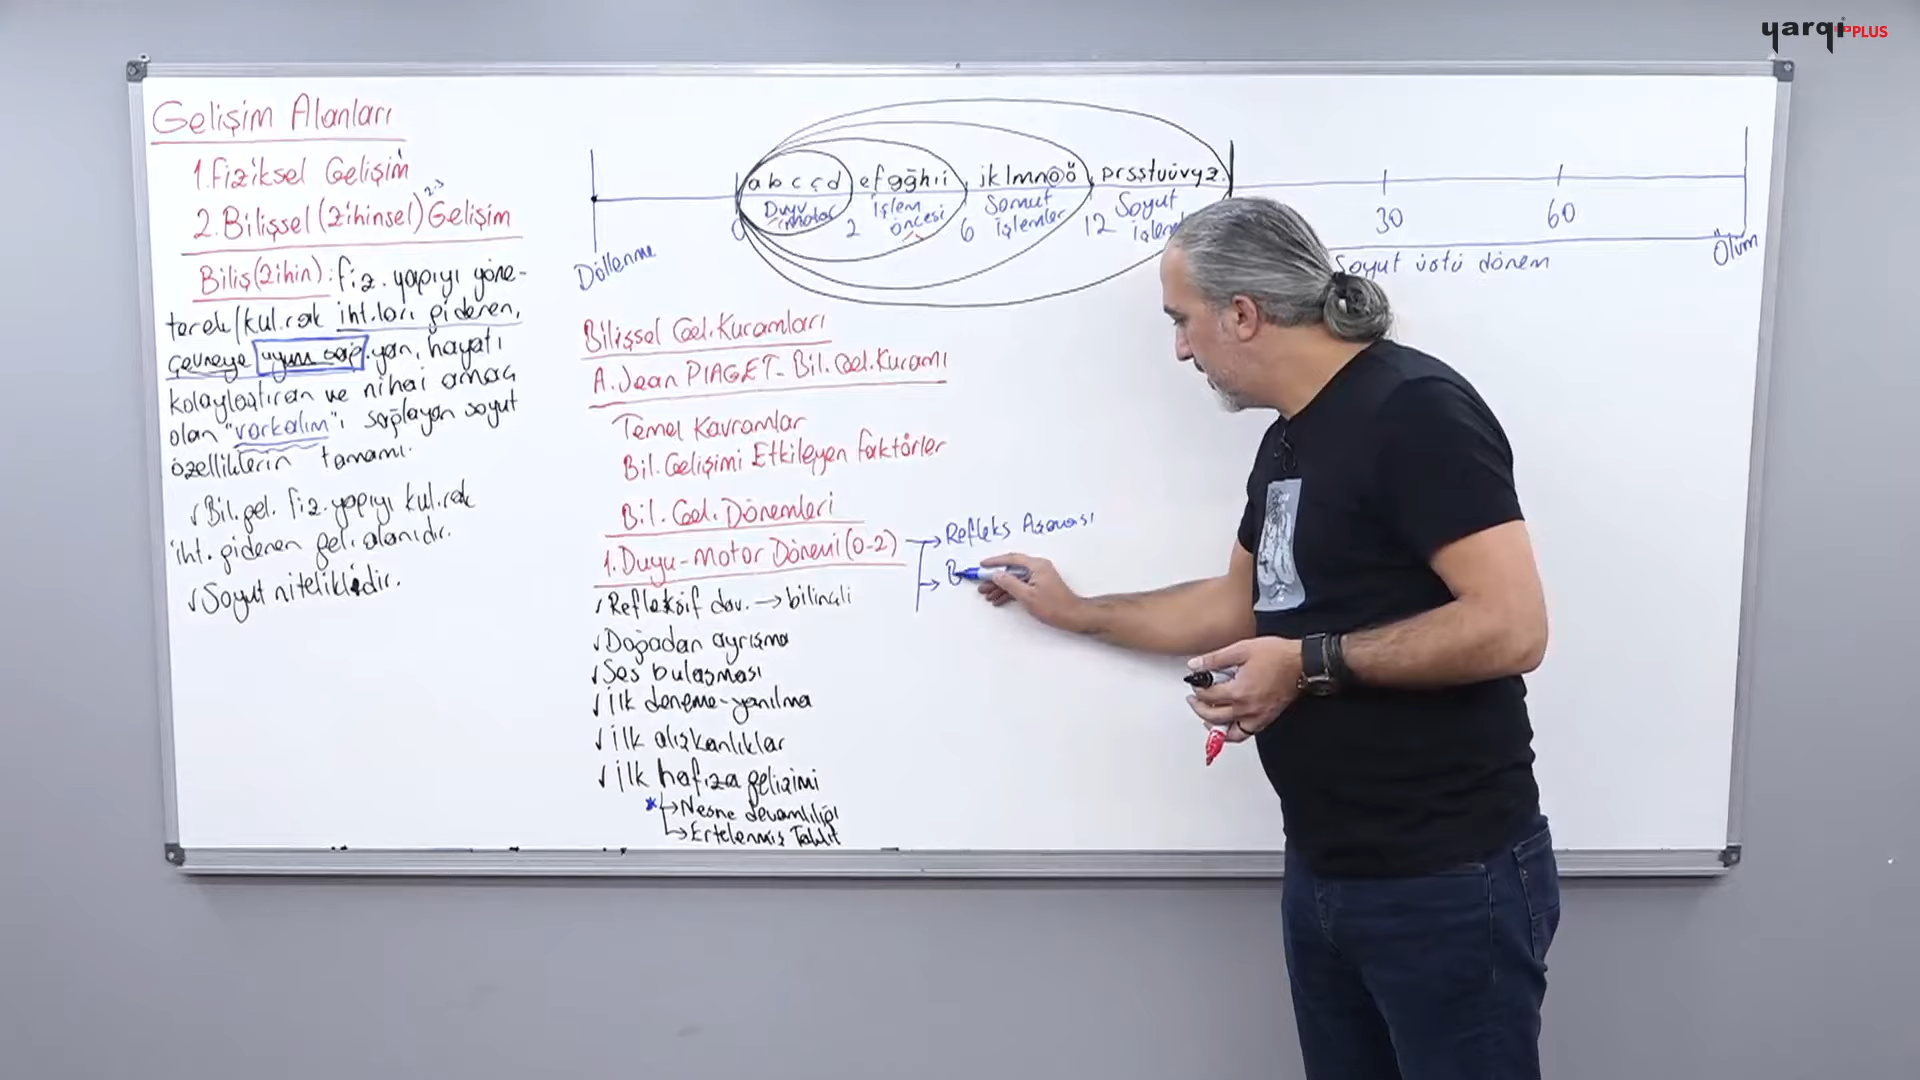 yarqı PLUS
Gelişim Alanları
1. Fiziksel Gelişim
2. Bilişsel (Zihinsel) Gelişim
Biliş (Zihin): fiz. yapıyı yöne-
terek/kul.rak iht.ları gideren,
çevreye uyum sağ.yan, hayatı
kolaylaştıran ve nihai amaç
olan "varkalım"ı sağlayan soyut
özelliklerin tamamı.
✓ Bil. gel. fiz. yapıyı kul.rak
iht. gideren gel. alanıdır.
✓ Soyut niteliklidir.
a b c ç d e f g ğ h ı i j k l m n o ö p r s ş t u ü v y z
Duyu motor İşlem öncesi Somut işlemler Soyut
0 2 6 12 30 60
Döllenme Soyut üstü dönem Ölüm
Bilişsel Gel. Kuramları
A. Jean PIAGET - Bil. Gel. Kuramı
Temel Kavramlar
Bil. Gelişimi Etkileyen faktörler
Bil. Gel. Dönemleri
1. Duyu-Motor Dönemi (0-2) → Refleks Aşaması
→ B
✓ Refleksif dav. → bilinçli
✓ Doğadan ayrışma
✓ Ses bulaşması
✓ İlk deneme-yanılma
✓ İlk alışkanlıklar
✓ İlk hafıza gelişimi
* → Nesne devamlılığı
→ Ertelenmiş Taklit